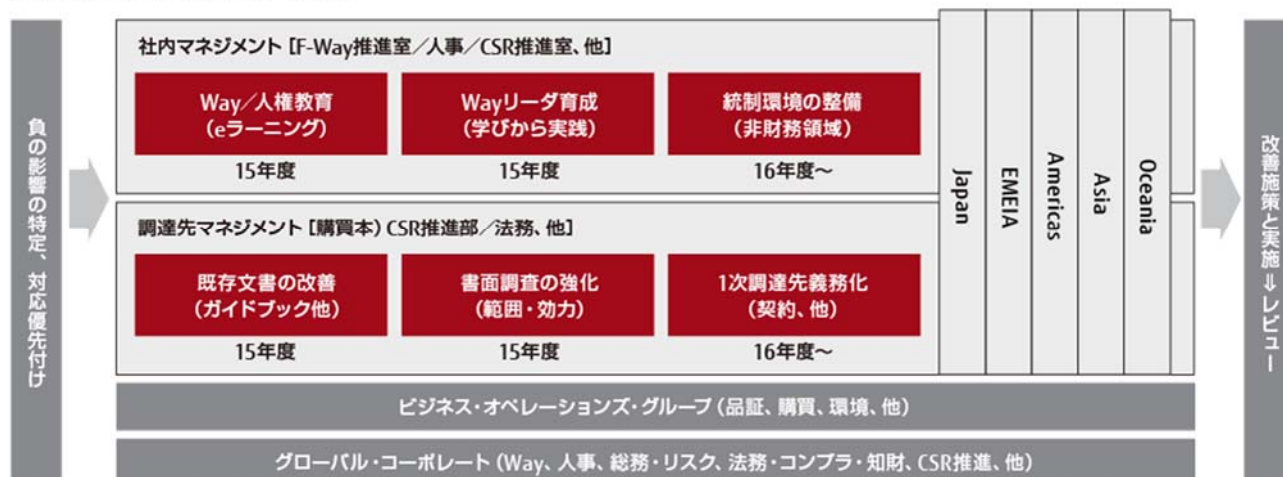 負の影響の特定、対応優先付け
社内マネジメント [F-Way推進室／人事／CSR推進室、他]
Way／人権教育
(eラーニング)
15年度
Wayリーダ育成
(学びから実践)
15年度
統制環境の整備
(非財務領域)
16年度～
調達先マネジメント [購買本) CSR推進部／法務、他]
既存文書の改善
(ガイドブック他)
15年度
書面調査の強化
(範囲・効力)
15年度
1次調達先義務化
(契約、他)
16年度～
Japan
EMEIA
Americas
Asia
Oceania
改善施策と実施⇒レビュー
ビジネス・オペレーションズ・グループ (品証、購買、環境、他)
グローバル・コーポレート (Way、人事、総務・リスク、法務・コンプラ・知財、CSR推進、他)